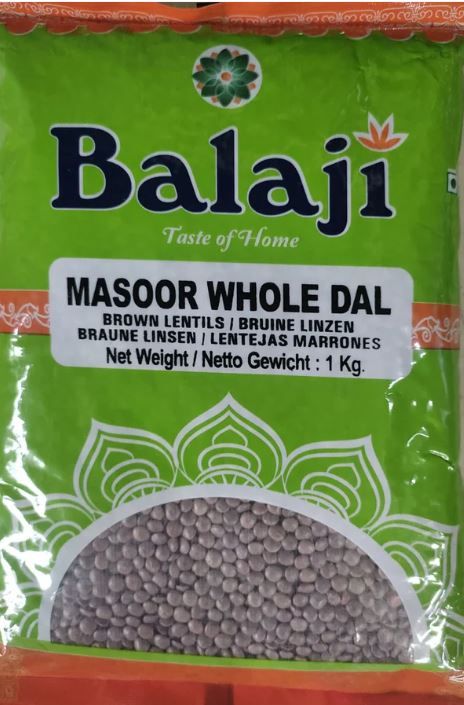 Balaji
Taste of Home
MASOOR WHOLE DAL
BROWN LENTILS / BRUINE LINZEN
BRAUNE LINSEN / LENTEJAS MARRONES
Net Weight / Netto Gewicht : 1 Kg.